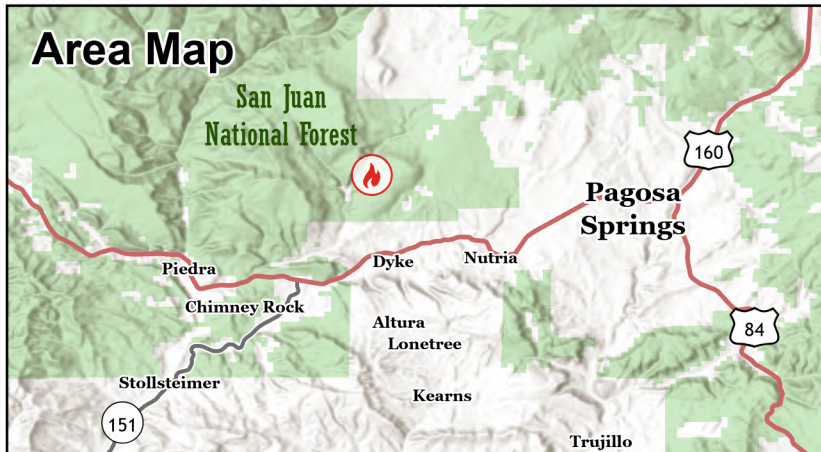 Area Map
San Juan
National Forest
160
Pagosa
Springs
Piedra
Dyke
Nutria
Chimney Rock
Altura
Lonetree
84
Stollsteimer
Kearns
151
Trujillo